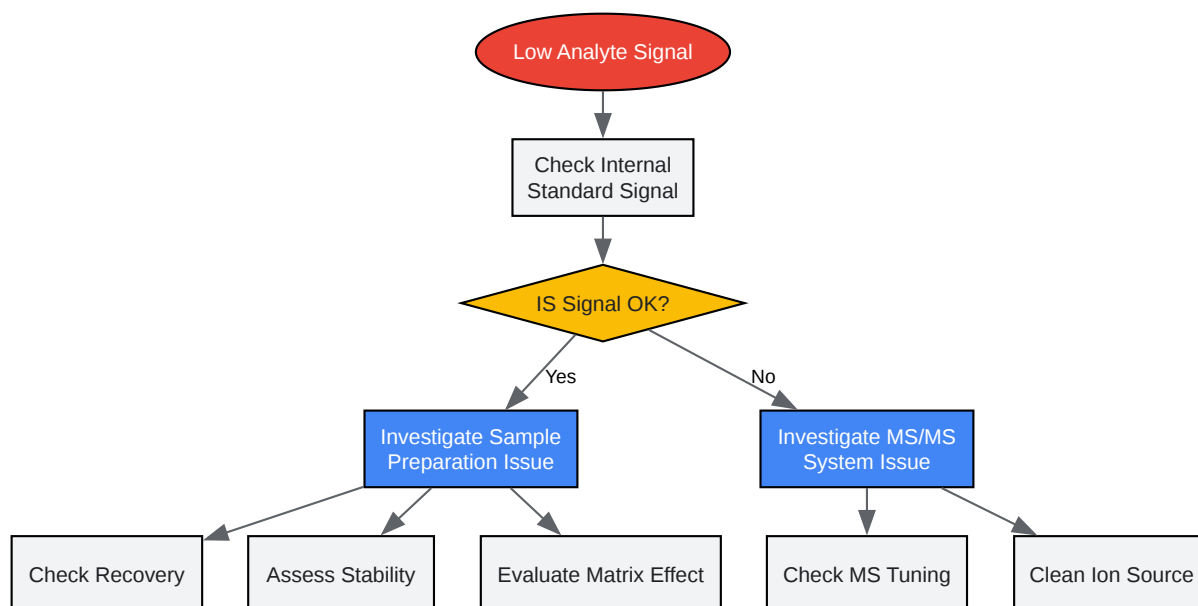 Low Analyte Signal
Check Internal
Standard Signal
IS Signal OK?
Yes
No
Investigate Sample
Preparation Issue
Investigate MS/MS
System Issue
Check Recovery
Assess Stability
Evaluate Matrix Effect
Check MS Tuning
Clean Ion Source